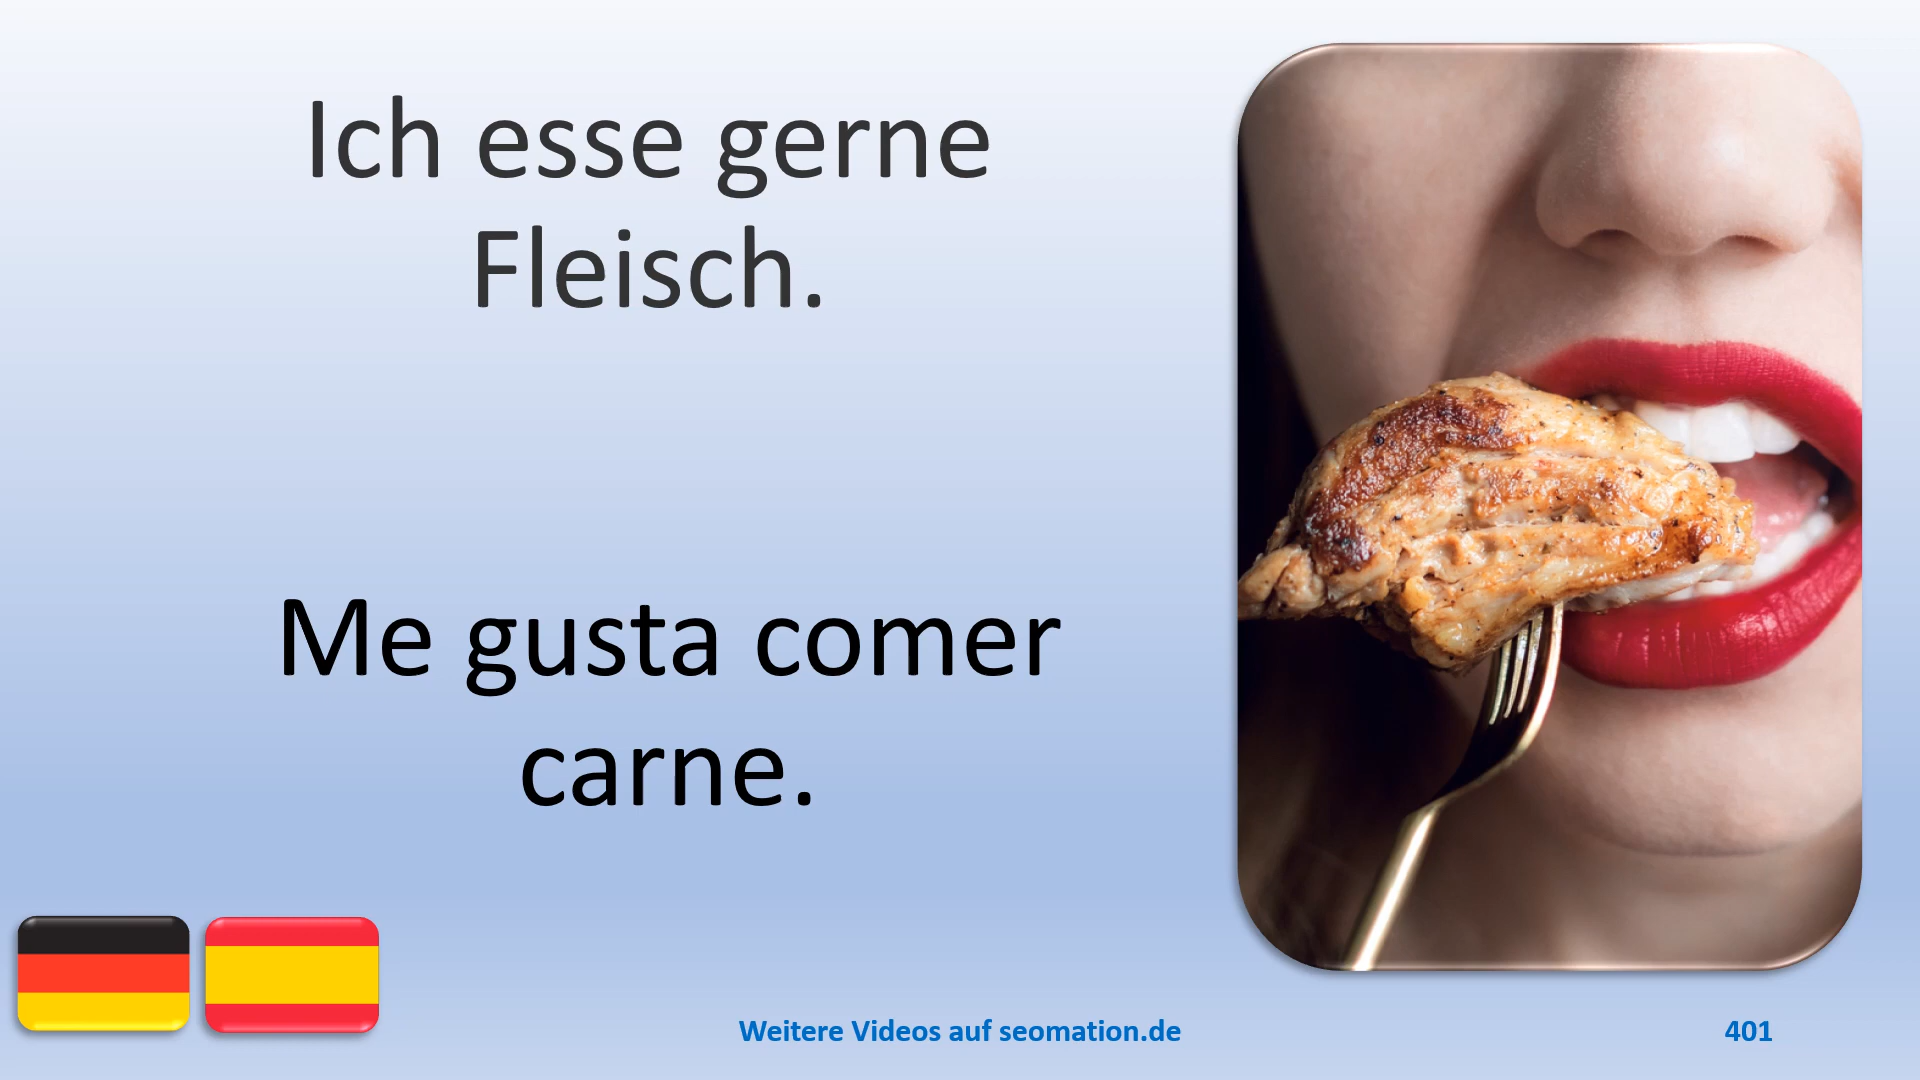 Ich esse gerne
Fleisch.
Me gusta comer
carne.
Weitere Videos auf seomation.de
401